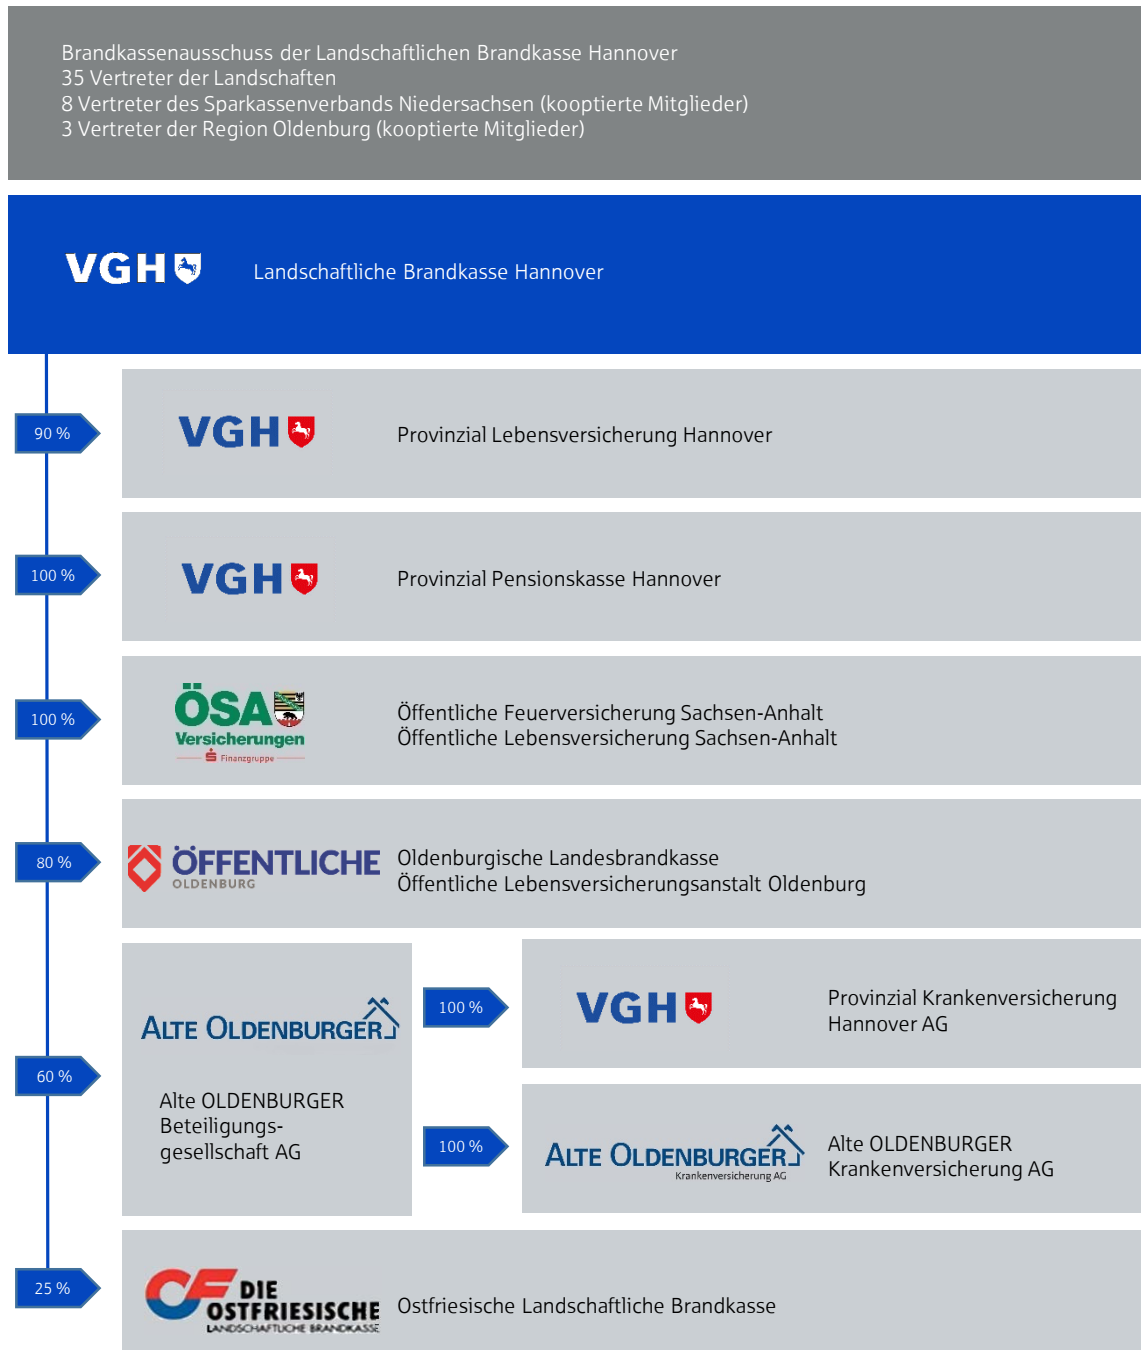 Brandkassenausschuss der Landschaftlichen Brandkasse Hannover
35 Vertreter der Landschaften
8 Vertreter des Sparkassenverbands Niedersachsen (kooptierte Mitglieder)
3 Vertreter der Region Oldenburg (kooptierte Mitglieder)
VGH
Landschaftliche Brandkasse Hannover
90 %
VGH
Provinzial Lebensversicherung Hannover
100 %
VGH
Provinzial Pensionskasse Hannover
100 %
ÖSA
Versicherungen
Finanzgruppe
Öffentliche Feuerversicherung Sachsen-Anhalt
Öffentliche Lebensversicherung Sachsen-Anhalt
80 %
ÖFFENTLICHE
OLDENBURG
Oldenburgische Landesbrandkasse
Öffentliche Lebensversicherungsanstalt Oldenburg
60 %
ALTE OLDENBURGER
Alte OLDENBURGER
Beteiligungs-
gesellschaft AG
100 %
VGH
Provinzial Krankenversicherung
Hannover AG
100 %
ALTE OLDENBURGER
Krankenversicherung AG
Alte OLDENBURGER
Krankenversicherung AG
25 %
DIE
OSTFRIESISCHE
LANDSCHAFTLICHE BRANDKASSE
Ostfriesische Landschaftliche Brandkasse